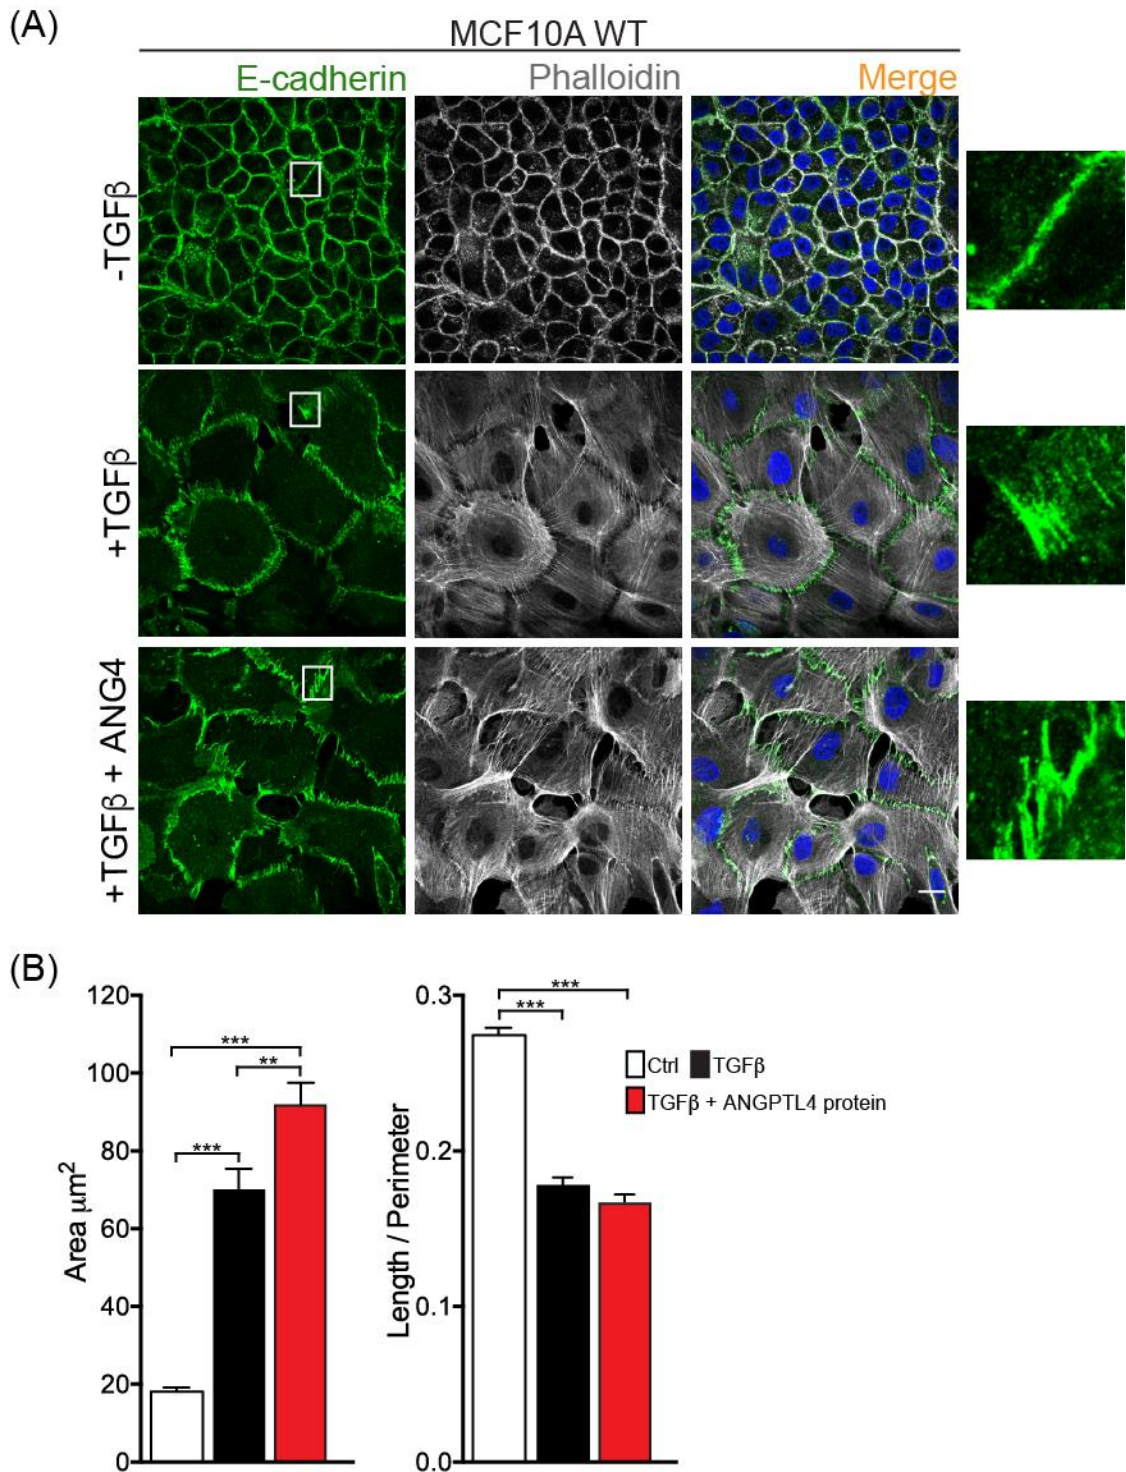 (A)
MCF10A WT
E-cadherin Phalloidin Merge
-TGFβ
+TGFβ
+TGFβ + ANG4
(B)
Area μm²
120
100
80
60
40
20
0
***
**
***
Length / Perimeter
0.3
0.2
0.1
0.0
***
***
Ctrl TGFβ
TGFβ + ANGPTL4 protein